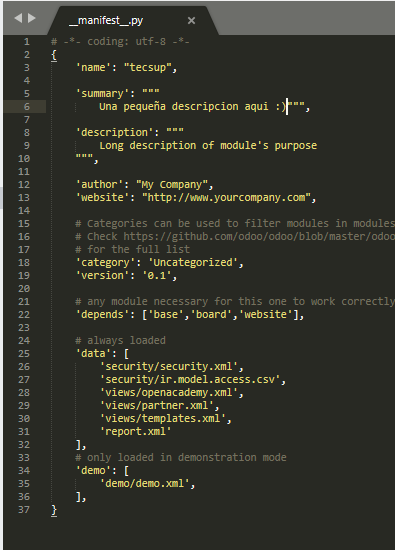 __manifest__.py
1 # -*- coding: utf-8 -*-
2 {
3 'name': "tecsup",
4
5 'summary': """
6 Una pequeña descripcion aqui :)""",
7
8 'description': """
9 Long description of module's purpose
10 """,
11
12 'author': "My Company",
13 'website': "http://www.yourcompany.com",
14
15 # Categories can be used to filter modules in modules
16 # Check https://github.com/odoo/odoo/blob/master/odoo
17 # for the full list
18 'category': 'Uncategorized',
19 'version': '0.1',
20
21 # any module necessary for this one to work correctly
22 'depends': ['base','board','website'],
23
24 # always loaded
25 'data': [
26 'security/security.xml',
27 'security/ir.model.access.csv',
28 'views/openacademy.xml',
29 'views/partner.xml',
30 'views/templates.xml',
31 'report.xml'
32 ],
33 # only loaded in demonstration mode
34 'demo': [
35 'demo/demo.xml',
36 ],
37 }